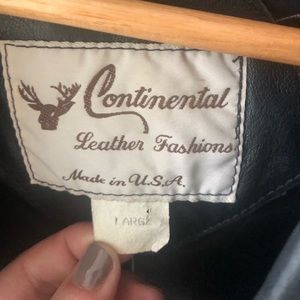 Continental
Leather Fashions
Made in U.S.A.
LARGE